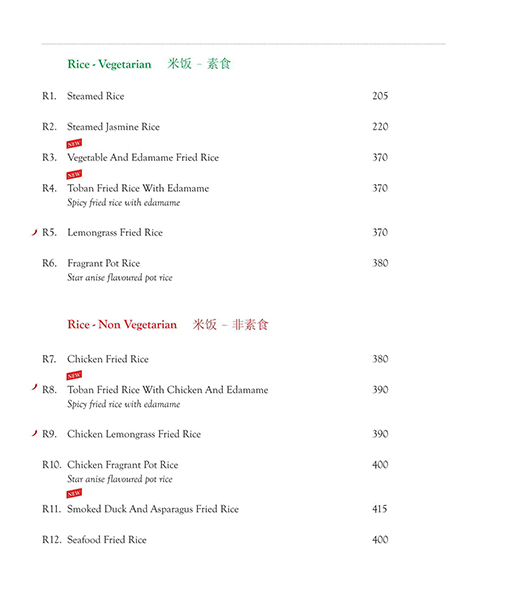 Rice - Vegetarian 米饭 - 素食
R1. Steamed Rice 205
R2. Steamed Jasmine Rice 220
NEW
R3. Vegetable And Edamame Fried Rice 370
NEW
R4. Toban Fried Rice With Edamame 370
Spicy fried rice with edamame
R5. Lemongrass Fried Rice 370
R6. Fragrant Pot Rice 380
Star anise flavoured pot rice
Rice - Non Vegetarian 米饭 - 非素食
R7. Chicken Fried Rice 380
NEW
R8. Toban Fried Rice With Chicken And Edamame 390
Spicy fried rice with edamame
R9. Chicken Lemongrass Fried Rice 390
R10. Chicken Fragrant Pot Rice 400
Star anise flavoured pot rice
NEW
R11. Smoked Duck And Asparagus Fried Rice 415
R12. Seafood Fried Rice 400